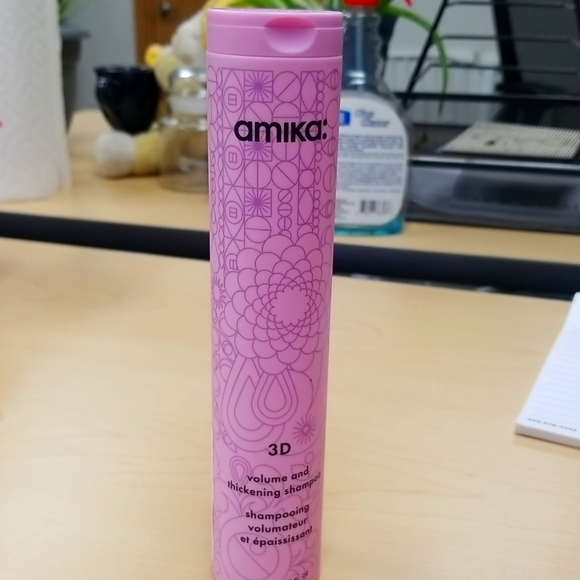 amika:
3D
volume and
thickening shampoo
shampooing
volumateur
et épaississant